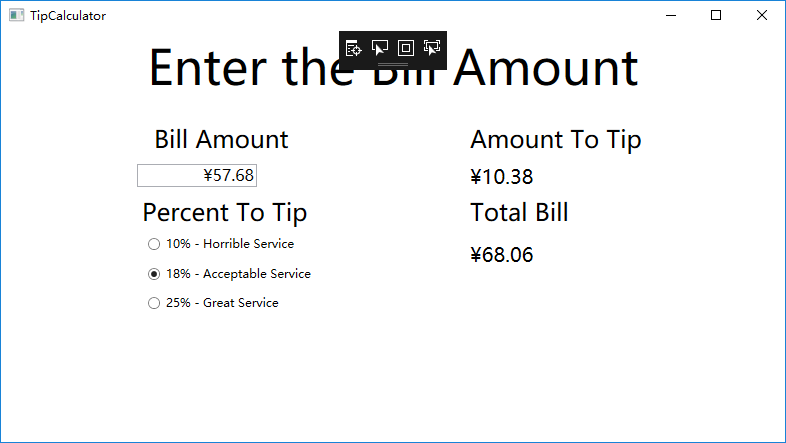 TipCalculator
Enter the Bill Amount
Bill Amount
¥57.68
Percent To Tip
10% - Horrible Service
18% - Acceptable Service
25% - Great Service
Amount To Tip
¥10.38
Total Bill
¥68.06